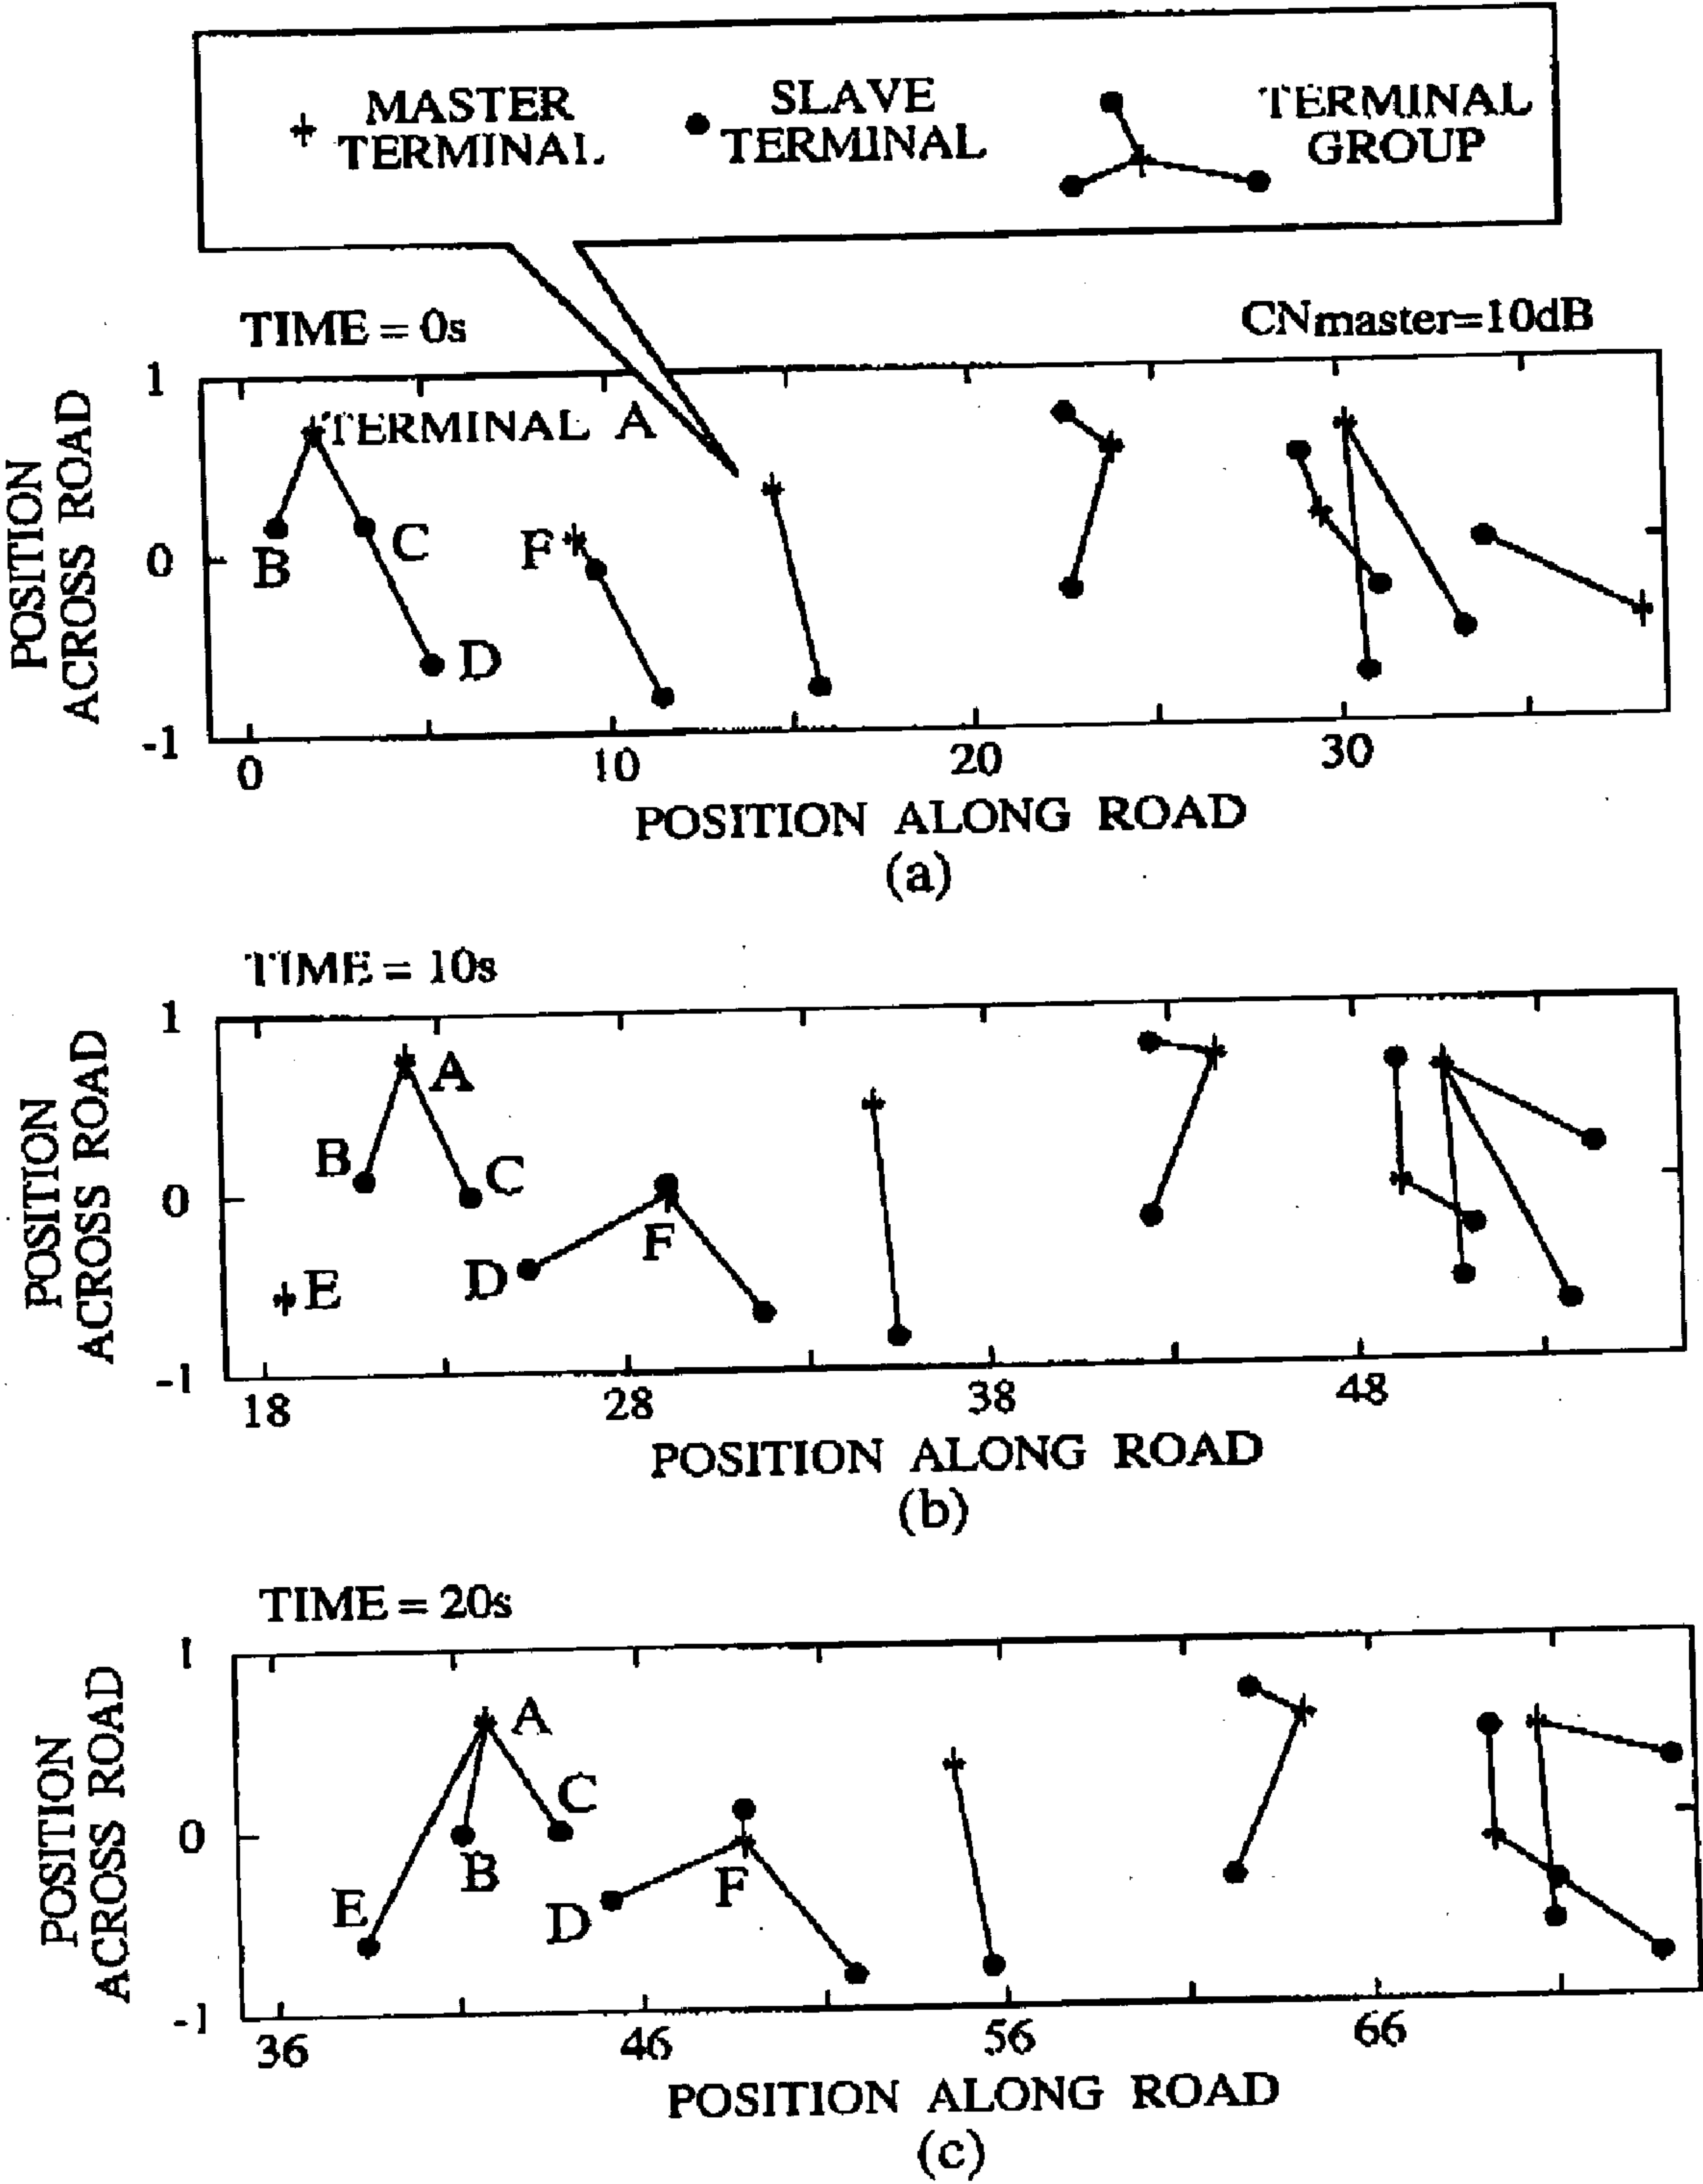 MASTER TERMINAL
SLAVE TERMINAL
TERMINAL GROUP
TIME = 0s
CNmaster=10dB
POSITION ACROSS ROAD
1
0
-1
TERMINAL A
B
C
D
F
0
10
20
30
POSITION ALONG ROAD
(a)
TIME = 10s
POSITION ACROSS ROAD
1
0
-1
A
B
C
D
E
F
18
28
38
48
POSITION ALONG ROAD
(b)
TIME = 20s
POSITION ACROSS ROAD
1
0
-1
A
B
C
D
E
F
36
46
56
66
POSITION ALONG ROAD
(c)